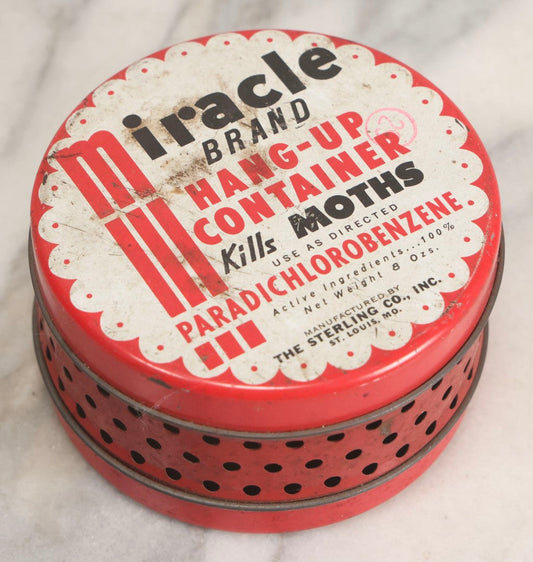 miracle
BRAND
HANG-UP
CONTAINER
Kills MOTHS
USE AS DIRECTED
PARADICHLOROBENZENE
Active Ingredients...100%
Net Weight 8 Ozs.
MANUFACTURED BY
THE STERLING CO., INC.
ST. LOUIS, MO.